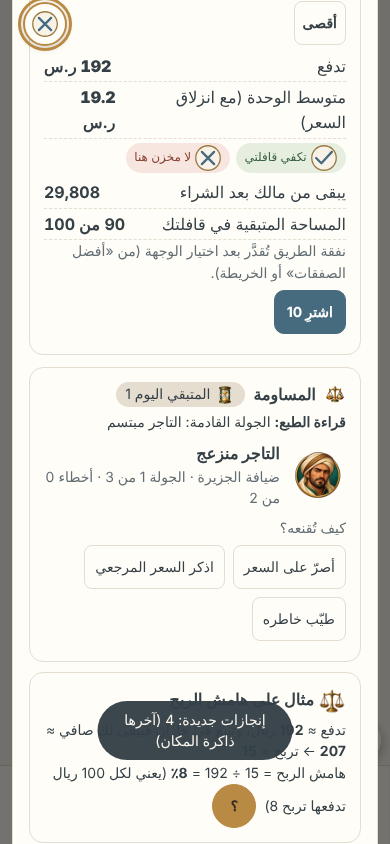 أقصى
تدفع 192 ر.س
متوسط الوحدة (مع انزلاق السعر) 19.2 ر.س
تكفي قافلتي لا مخزن هنا
يبقى من مالك بعد الشراء 29,808
المساحة المتبقية في قافلتك 90 من 100
نفقة الطريق تُقدَّر بعد اختيار الوجهة (من «أفضل
الصفقات» أو الخريطة).
اشترِ 10
المساومة المتبقي اليوم 1
قراءة الطبع: الجولة القادمة: التاجر مبتسم
التاجر منزعج
ضيافة الجزيرة · الجولة 1 من 3 · أخطاء 0
من 2
كيف تُقنعه؟
أصرّ على السعر اذكر السعر المرجعي
طيّب خاطره
مثال على هامش الربح
إنجازات جديدة: 4 (آخرها
ذاكرة المكان)
تدفع ≈ 192 صافي ≈
207 ← تربح 15
هامش الربح = 15 ÷ 192 = 8٪ (يعني لكل 100 ريال
تدفعها تربح 8) ؟